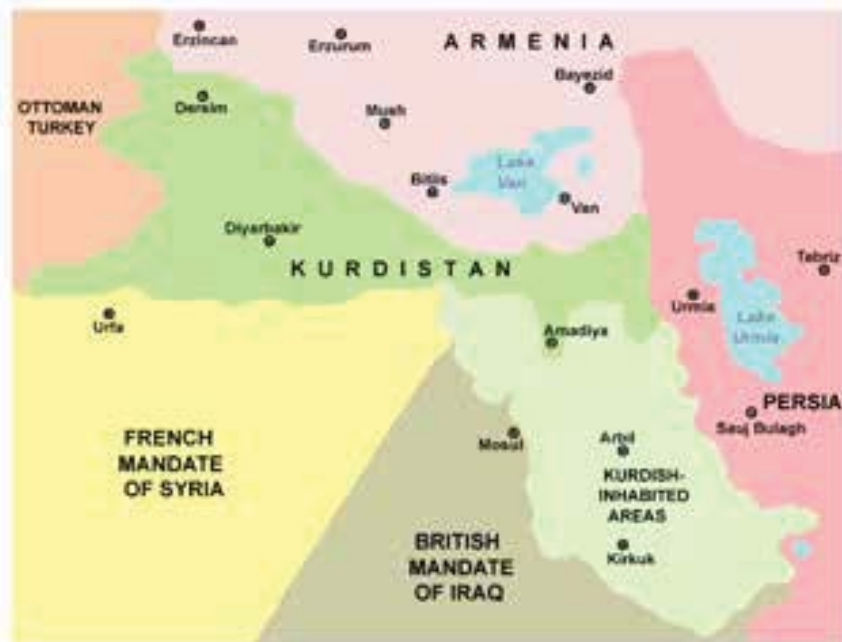 Erzincan
Erzurum
ARMENIA
Bayezid
OTTOMAN
TURKEY
Dersim
Mush
Lake
Van
Bitlis
Van
Diyarbakir
KURDISTAN
Tabriz
Urmia
Lake
Urmia
Urfa
Amadiya
PERSIA
Sauj Bulagh
FRENCH
MANDATE
OF SYRIA
Mosul
Arbil
KURDISH-
INHABITED
AREAS
BRITISH
MANDATE
OF IRAQ
Kirkuk